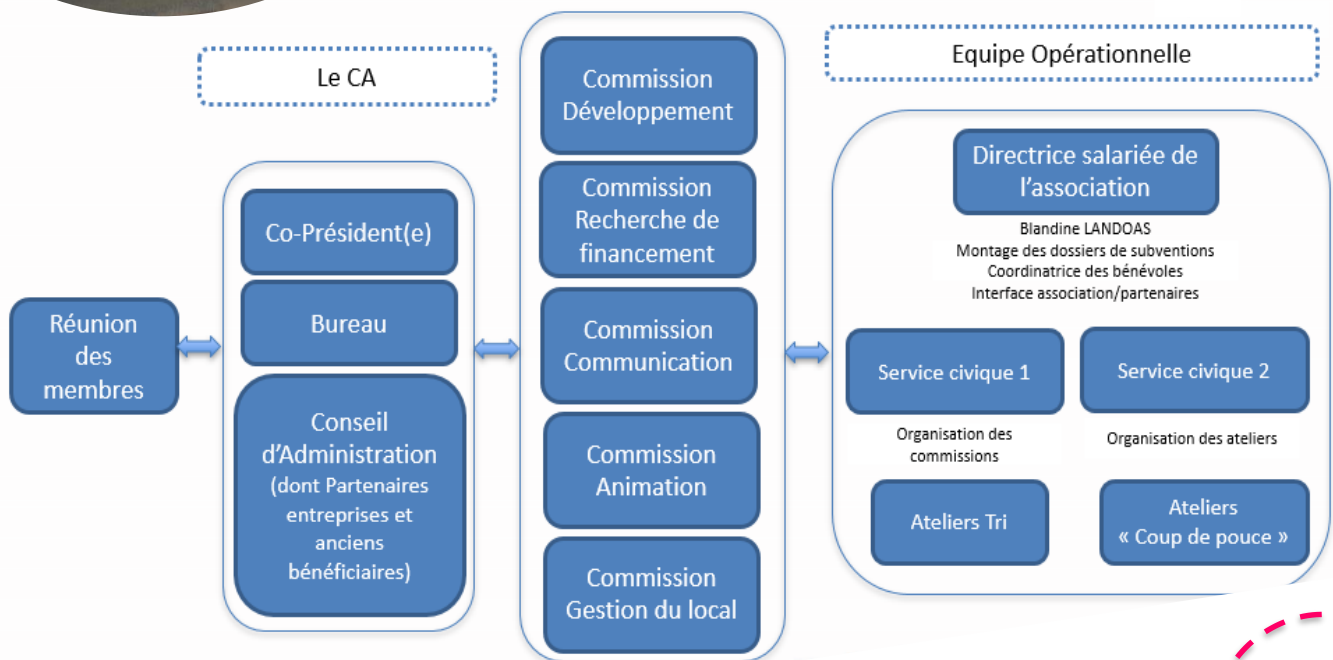 Réunion
des
membres
Le CA
Co-Président(e)
Bureau
Conseil
d'Administration
(dont Partenaires
entreprises et
anciens
bénéficiaires)
Commission
Développement
Commission
Recherche de
financement
Commission
Communication
Commission
Animation
Commission
Gestion du local
Equipe Opérationnelle
Directrice salariée de
l'association
Blandine LANDOAS
Montage des dossiers de subventions
Coordinatrice des bénévoles
Interface association/partenaires
Service civique 1
Organisation des
commissions
Ateliers Tri
Service civique 2
Organisation des ateliers
Ateliers
« Coup de pouce »